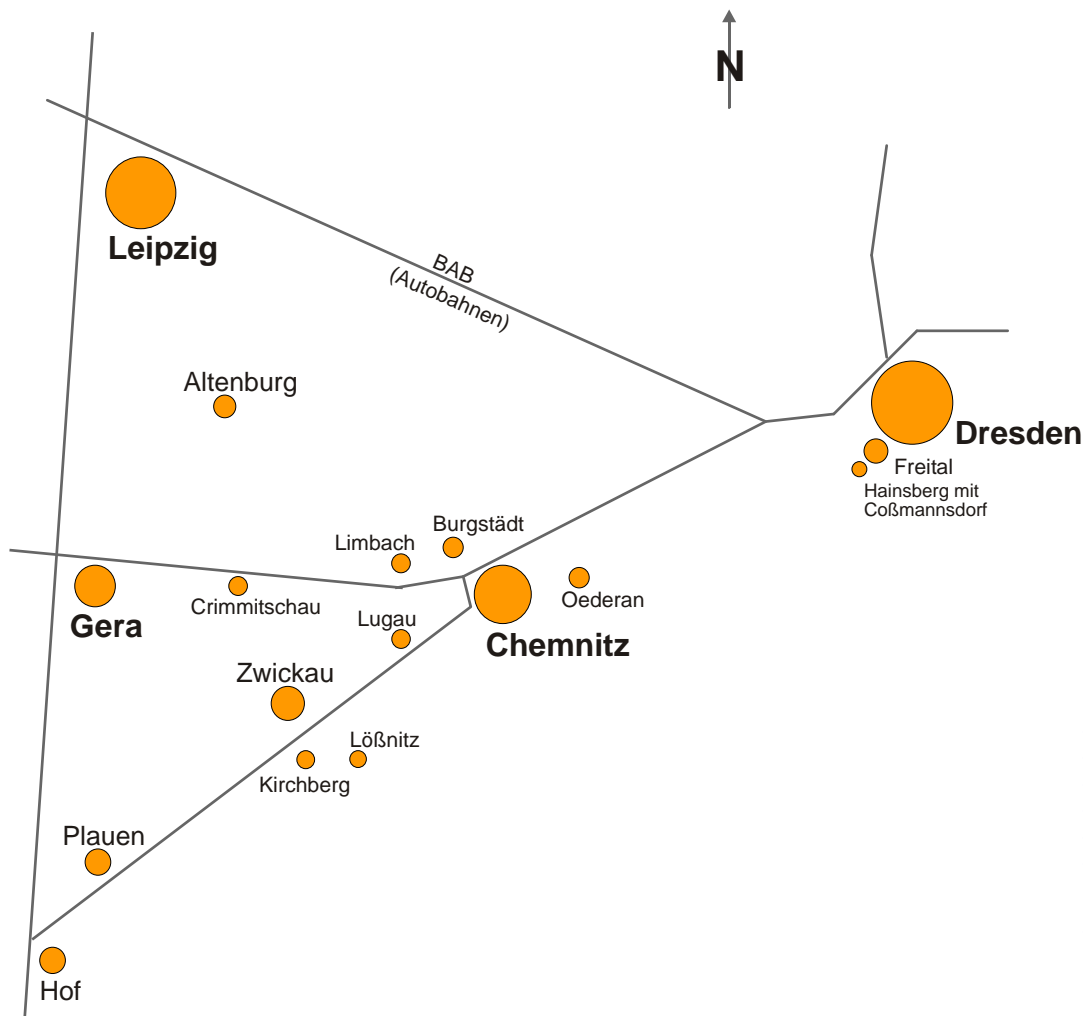 N
Leipzig
BAB
(Autobahnen)
Altenburg
Dresden
Freital
Hainsberg mit
Coßmannsdorf
Burgstädt
Limbach
Crimmitschau
Oederan
Gera
Lugau
Chemnitz
Zwickau
Lößnitz
Kirchberg
Plauen
Hof